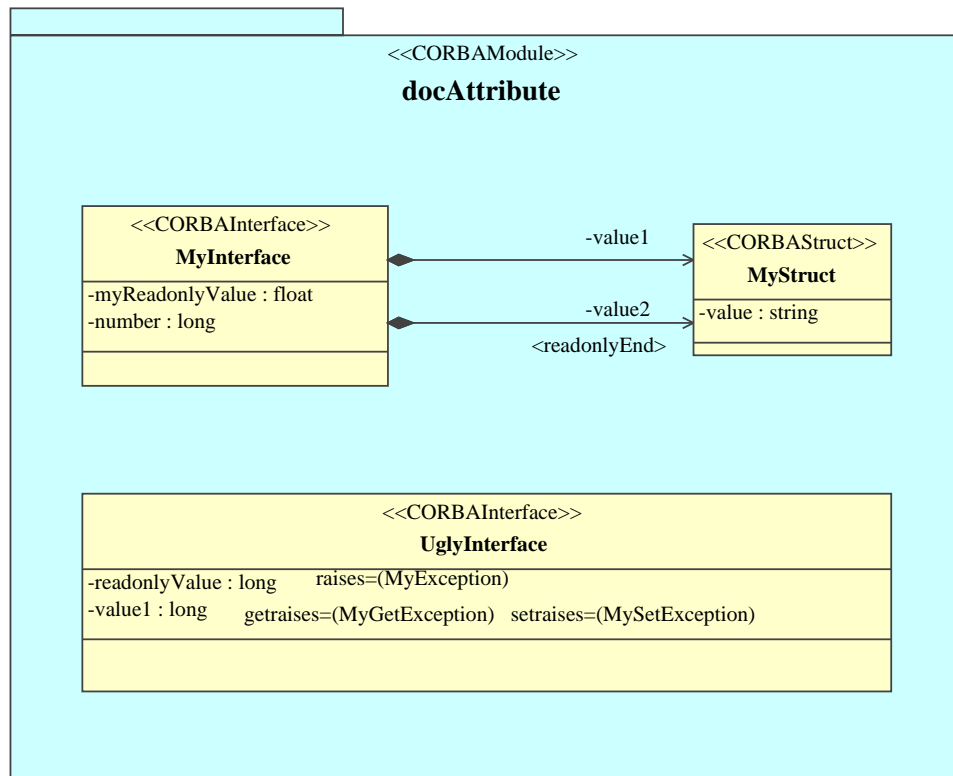 <<CORBAModule>>
docAttribute
<<CORBAInterface>>
MyInterface
-myReadonlyValue : float
-number : long
-value1
-value2
<readonlyEnd>
<<CORBAStruct>>
MyStruct
-value : string
<<CORBAInterface>>
UglyInterface
-readonlyValue : long raises=(MyException)
-value1 : long getraises=(MyGetException) setraises=(MySetException)